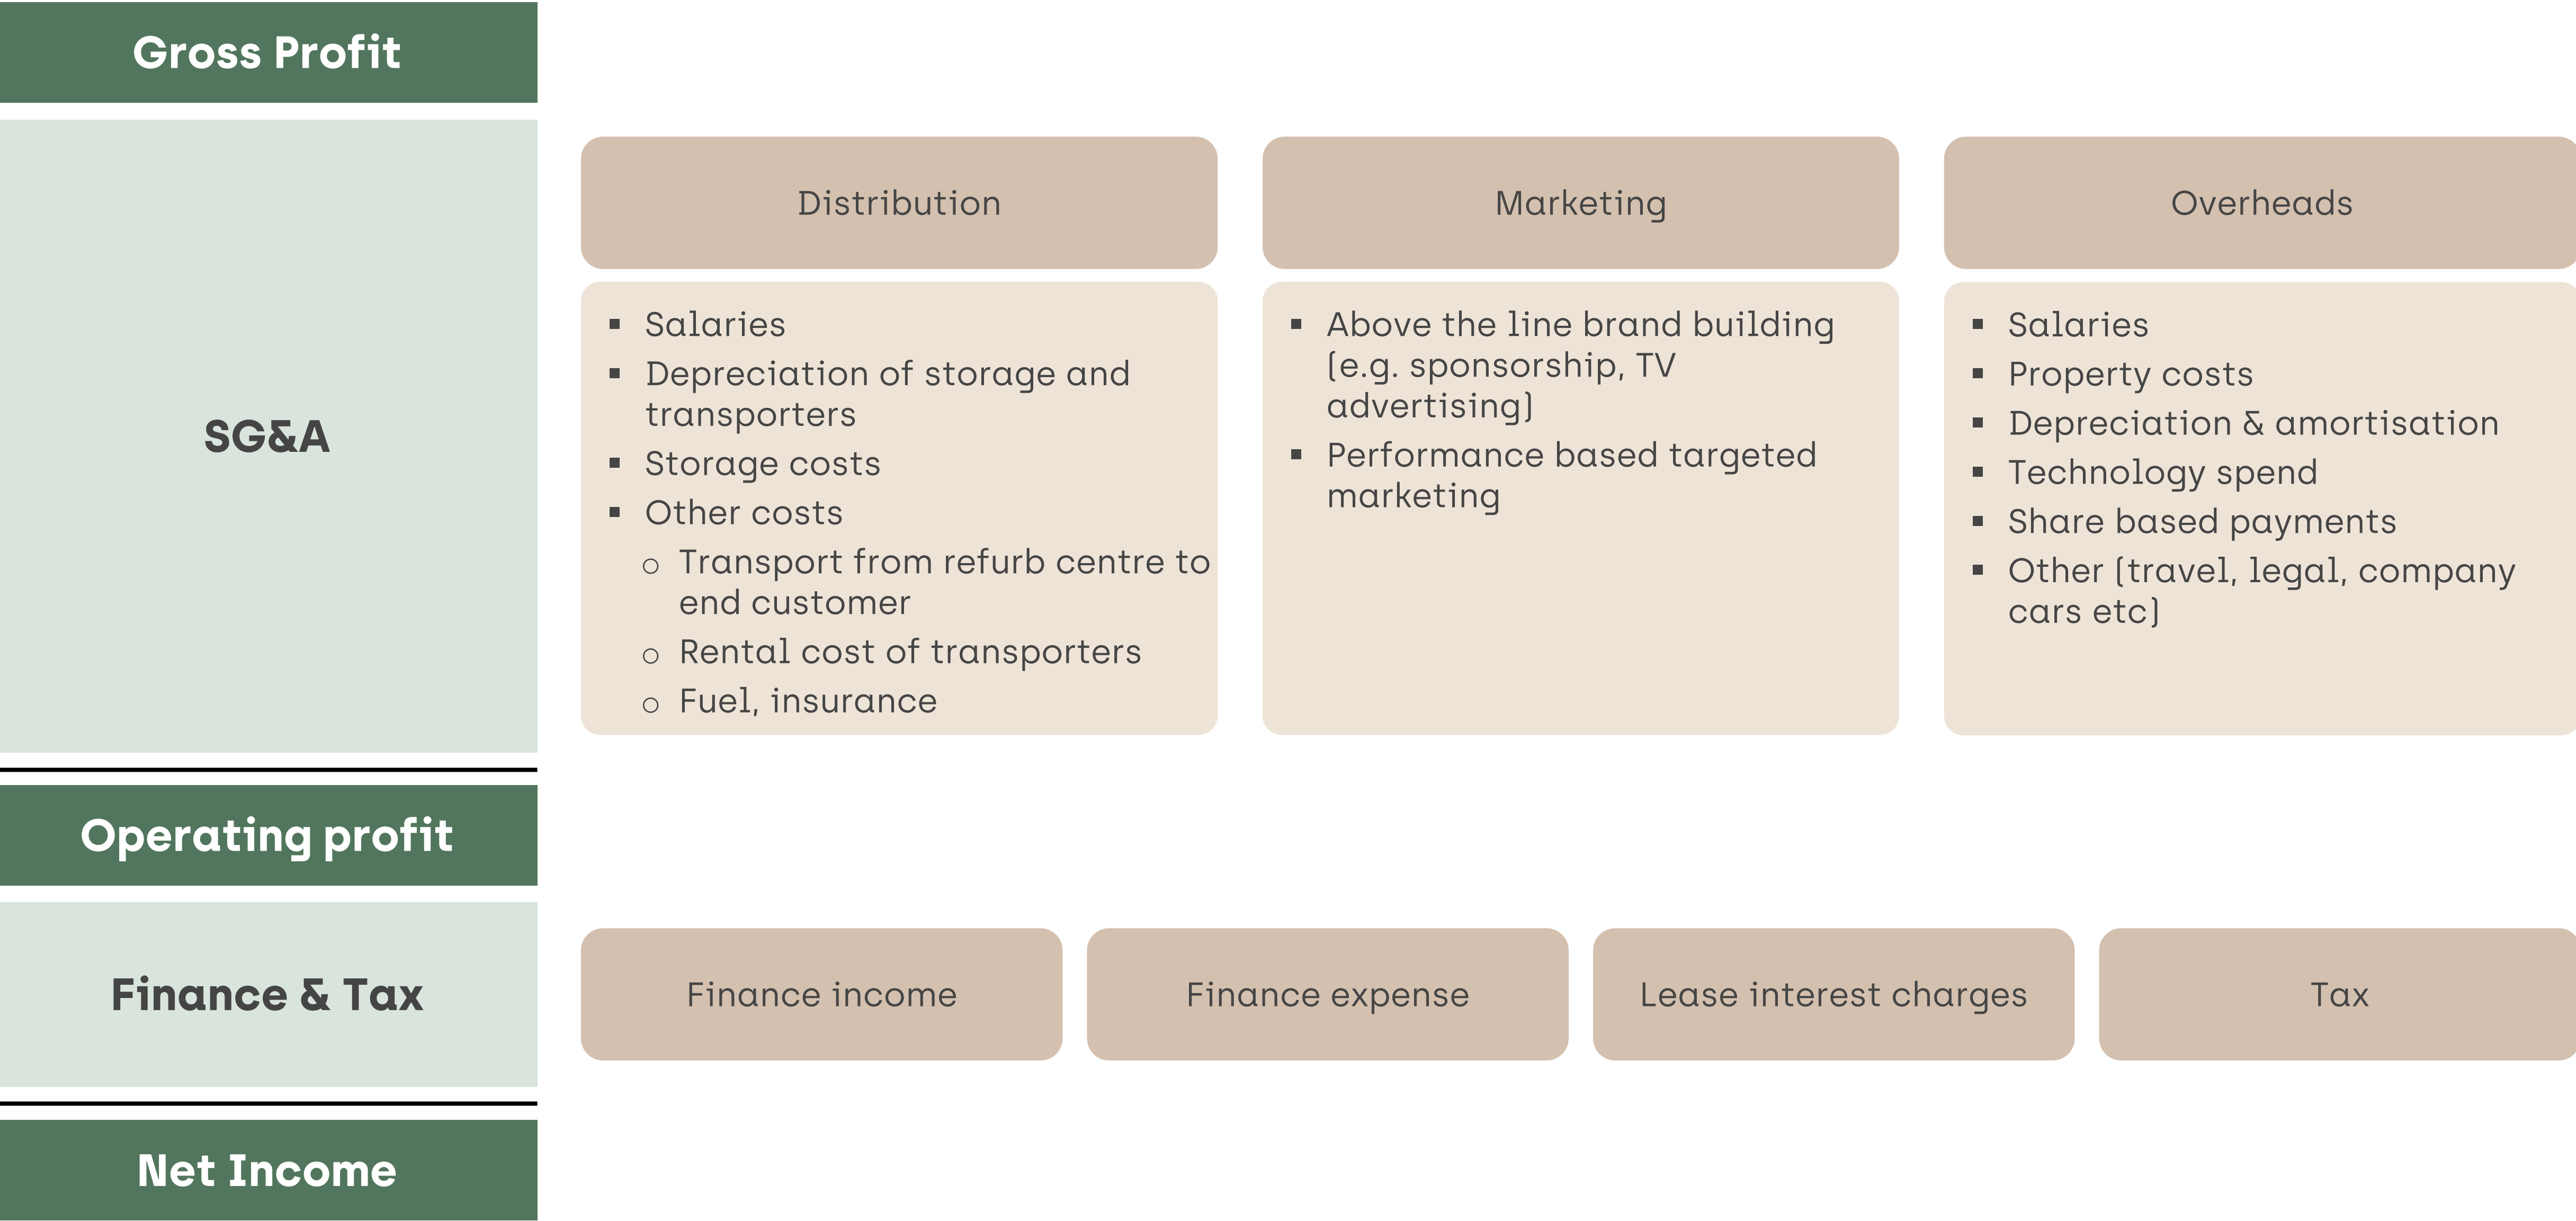 Gross Profit
SG&A
Distribution
▪ Salaries
▪ Depreciation of storage and
transporters
▪ Storage costs
▪ Other costs
o Transport from refurb centre to
end customer
o Rental cost of transporters
o Fuel, insurance
Marketing
▪ Above the line brand building
(e.g. sponsorship, TV
advertising)
▪ Performance based targeted
marketing
Overheads
▪ Salaries
▪ Property costs
▪ Depreciation & amortisation
▪ Technology spend
▪ Share based payments
▪ Other (travel, legal, company
cars etc)
Operating profit
Finance & Tax
Finance income
Finance expense
Lease interest charges
Tax
Net Income